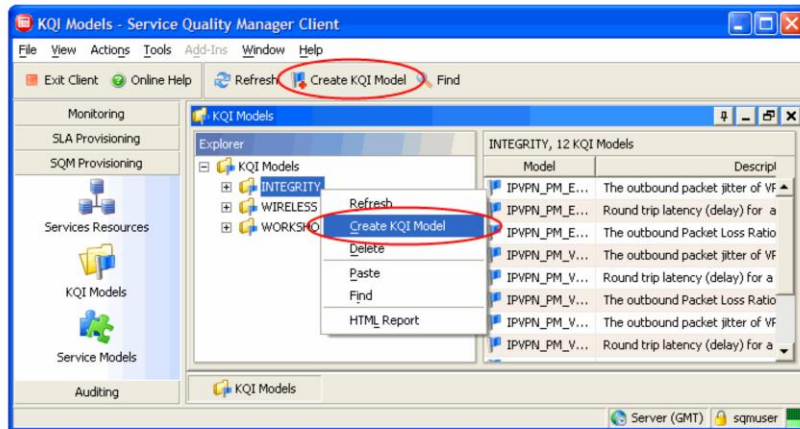 KQI Models - Service Quality Manager Client
File View Actions Tools Add-Ins Window Help
Exit Client Online Help Refresh Create KQI Model Find
Monitoring
SLA Provisioning
SQM Provisioning
Services Resources
KQI Models
Service Models
Auditing
KQI Models
Explorer
KQI Models
INTEGRITY
WIRELESS
WORKSHO
Refresh
Create KQI Model
Delete
Paste
Find
HTML Report
INTEGRITY, 12 KQI Models
Model Descript
IPVPN_PM_E... The outbound packet jitter of VF
IPVPN_PM_E... Round trip latency (delay) for a
IPVPN_PM_E... The outbound Packet Loss Ratio
IPVPN_PM_V... The outbound packet jitter of VF
IPVPN_PM_V... Round trip latency (delay) for a
IPVPN_PM_V... The outbound Packet Loss Ratio
IPVPN_PM_V... The outbound packet jitter of VF
IPVPN_PM_V... Round trip latency (delay) for a
KQI Models
Server (GMT) sqmuser